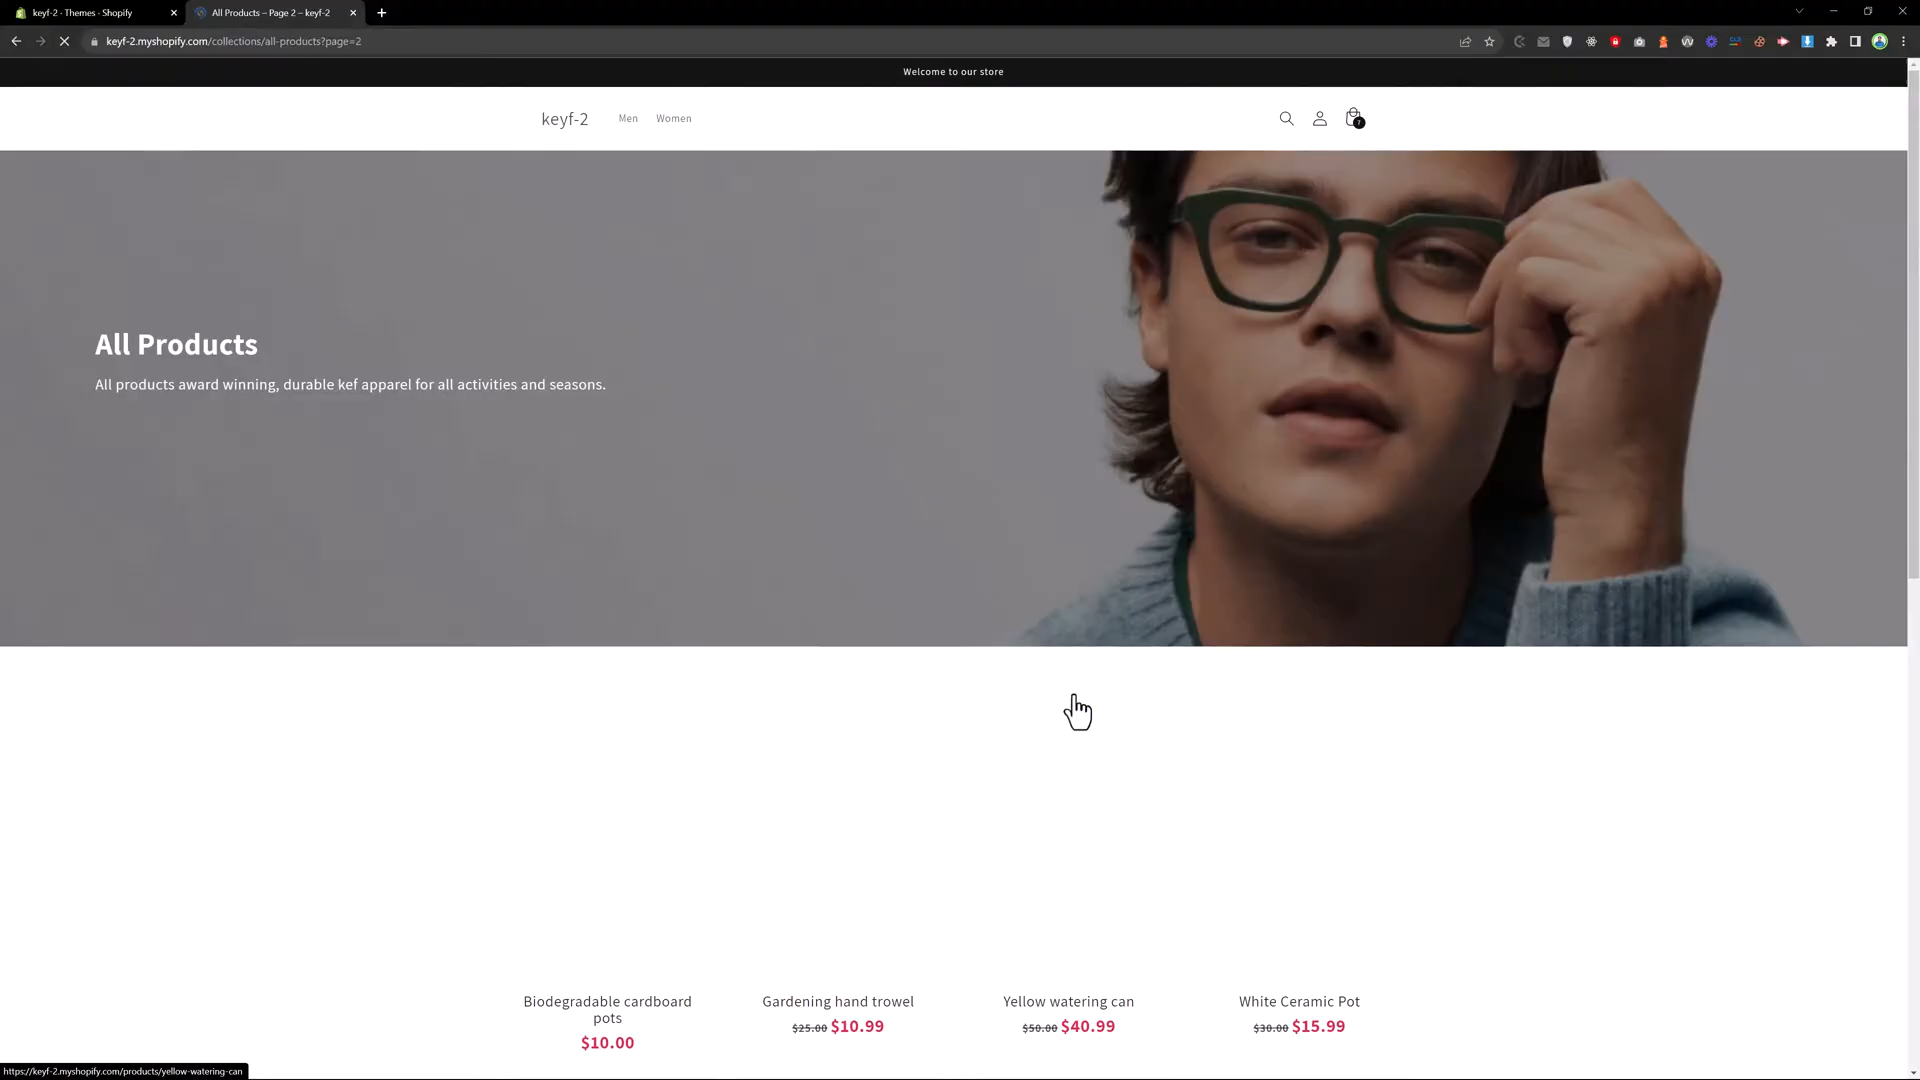 keyf-2 · Themes · Shopify
All Products – Page 2 – keyf-2
keyf-2.myshopify.com/collections/all-products?page=2
Welcome to our store
keyf-2
Men
Women
7
All Products
All products award winning, durable kef apparel for all activities and seasons.
Biodegradable cardboard
pots
$10.00
Gardening hand trowel
$25.00 $10.99
Yellow watering can
$50.00 $40.99
White Ceramic Pot
$30.00 $15.99
https://keyf-2.myshopify.com/products/yellow-watering-can